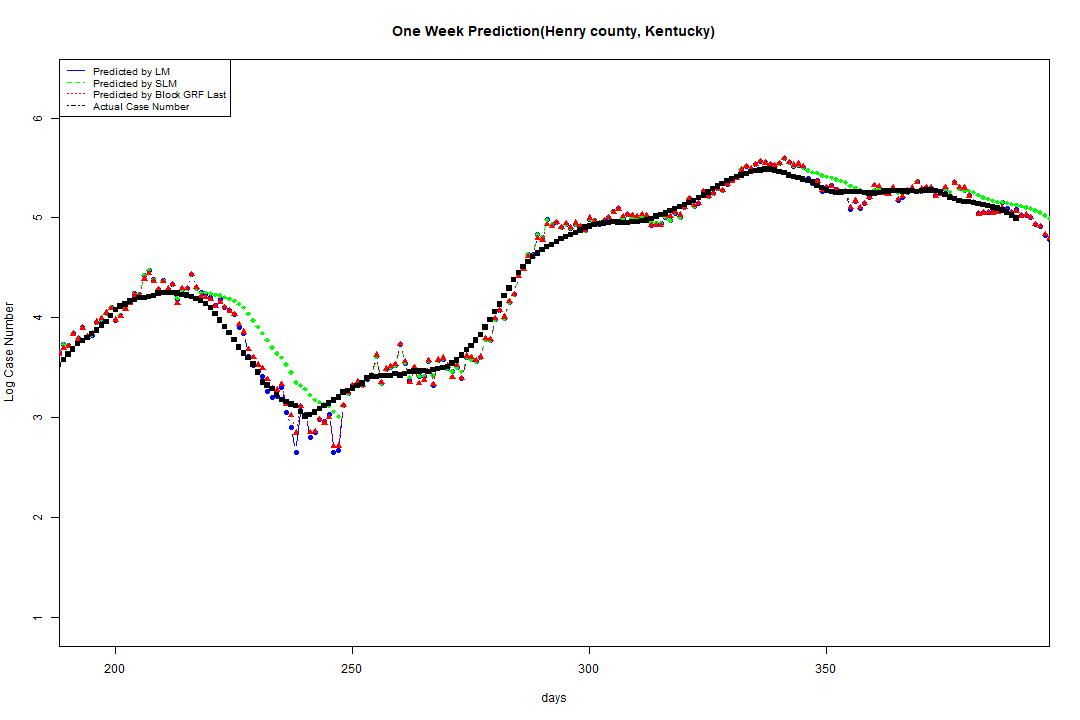 One Week Prediction(Henry county, Kentucky)
Predicted by LM
Predicted by SLM
Predicted by Block GRF Last
Actual Case Number
6
5
4
3
2
1
Log Case Number
200
250
300
350
days